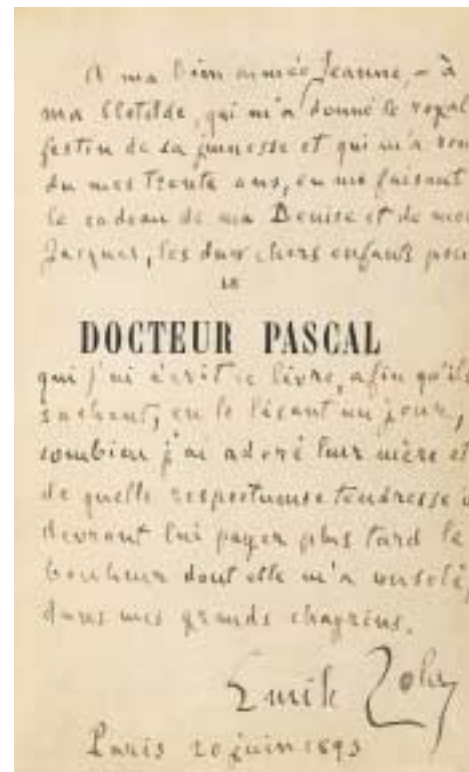 A ma bien aimée Jeanne, – à
ma Clotilde, qui m'a donné le royal
festin de sa jeunesse et qui m'a ren
du mes trente ans, en me faisant
le cadeau de ma Denise et de mon
Jacques, les deux chers enfants pour
LE
DOCTEUR PASCAL
qui j'ai écrit ce livre, afin qu'ils
sachent, en le lisant un jour,
combien j'ai adoré leur mère et
de quelle respectueuse tendresse
devront lui payer plus tard le
bonheur dont elle m'a consolé,
dans mes grands chagrins.
Emile Zola
Paris 20 juin 1893